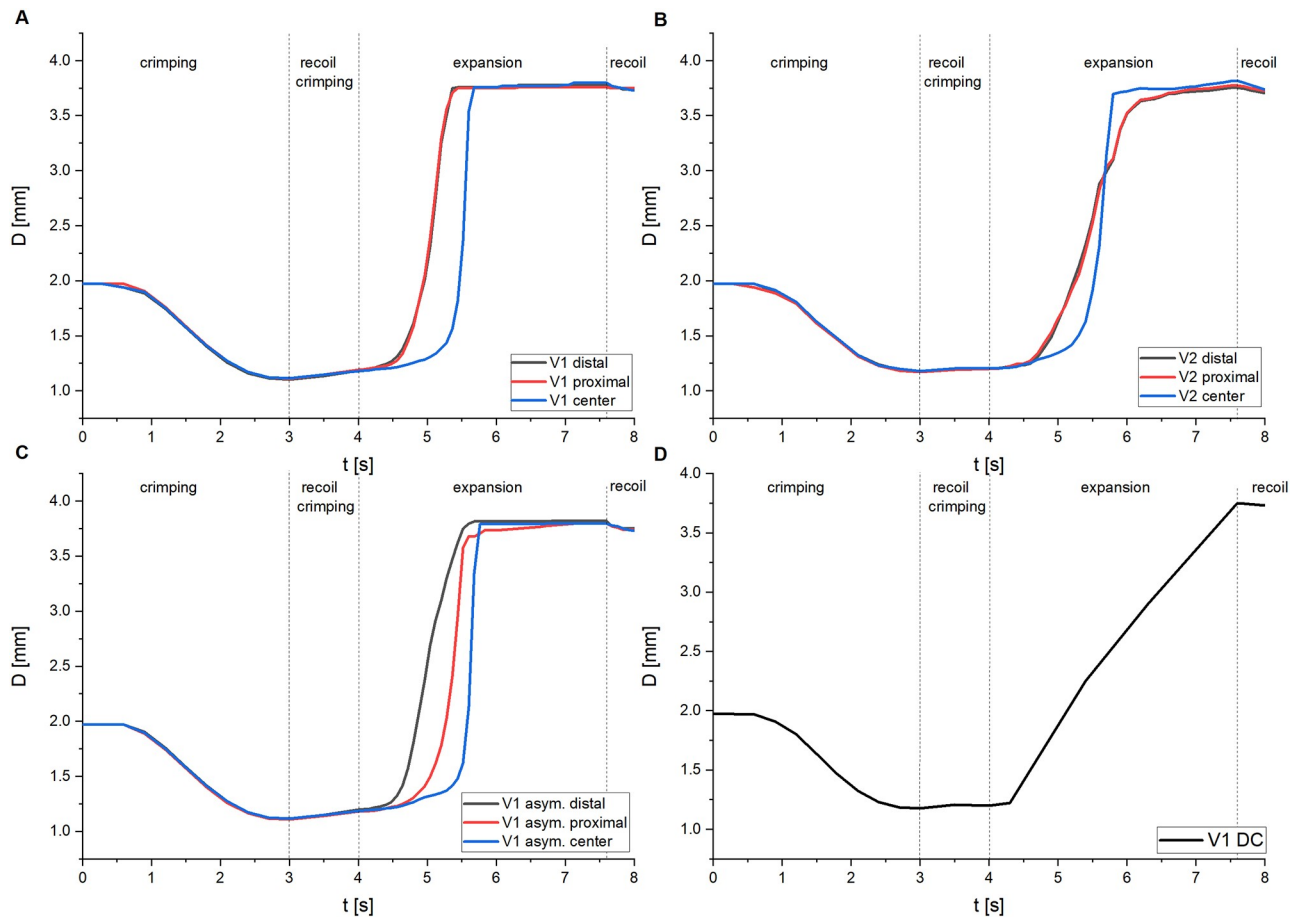 A
crimping
recoil
crimping
expansion
recoil
4.0
3.5
3.0
2.5
2.0
1.5
1.0
D [mm]
V1 distal
V1 proximal
V1 center
0 1 2 3 4 5 6 7 8
t [s]
B
crimping
recoil
crimping
expansion
recoil
4.0
3.5
3.0
2.5
2.0
1.5
1.0
D [mm]
V2 distal
V2 proximal
V2 center
0 1 2 3 4 5 6 7 8
t [s]
C
crimping
recoil
crimping
expansion
recoil
4.0
3.5
3.0
2.5
2.0
1.5
1.0
D [mm]
V1 asym. distal
V1 asym. proximal
V1 asym. center
0 1 2 3 4 5 6 7 8
t [s]
D
crimping
recoil
crimping
expansion
recoil
4.0
3.5
3.0
2.5
2.0
1.5
1.0
D [mm]
V1 DC
0 1 2 3 4 5 6 7 8
t [s]